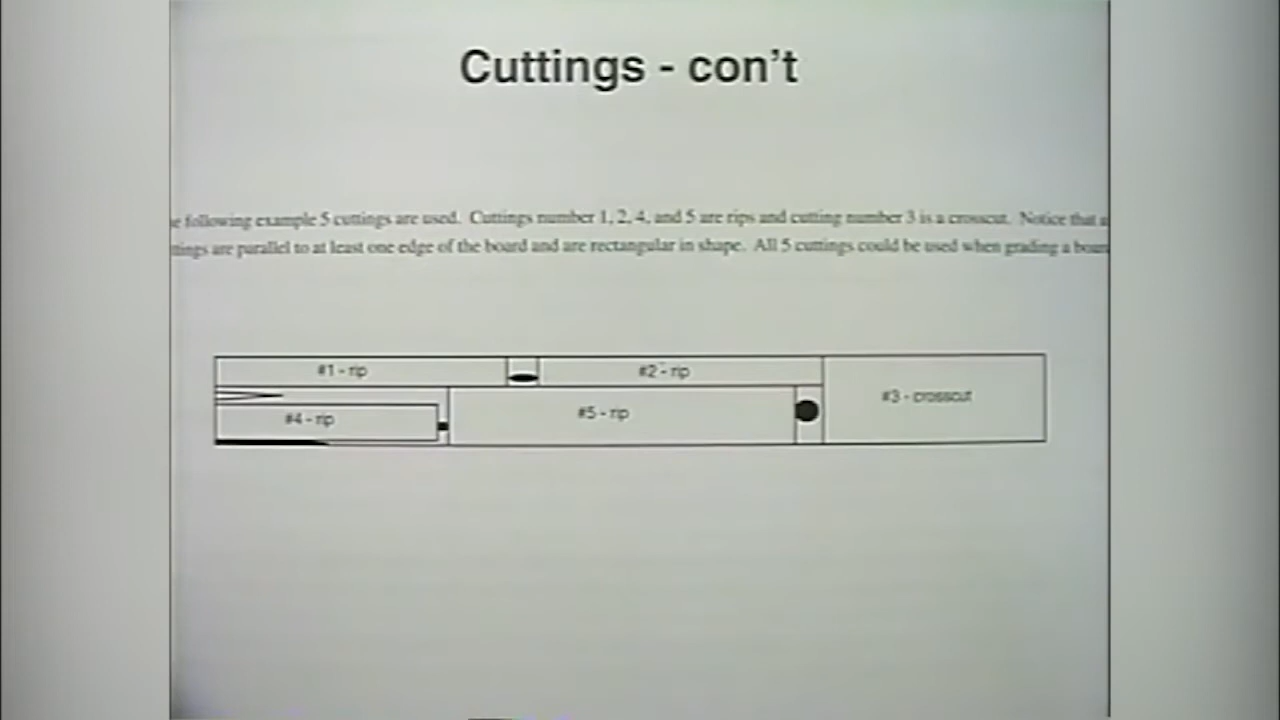 Cuttings - con't
e following example 5 cuttings are used. Cuttings number 1, 2, 4, and 5 are rips and cutting number 3 is a crosscut. Notice that a
ttings are parallel to at least one edge of the board and are rectangular in shape. All 5 cuttings could be used when grading a boar
#1 - rip
#2 - rip
#3 - crosscut
#4 - rip
#5 - rip